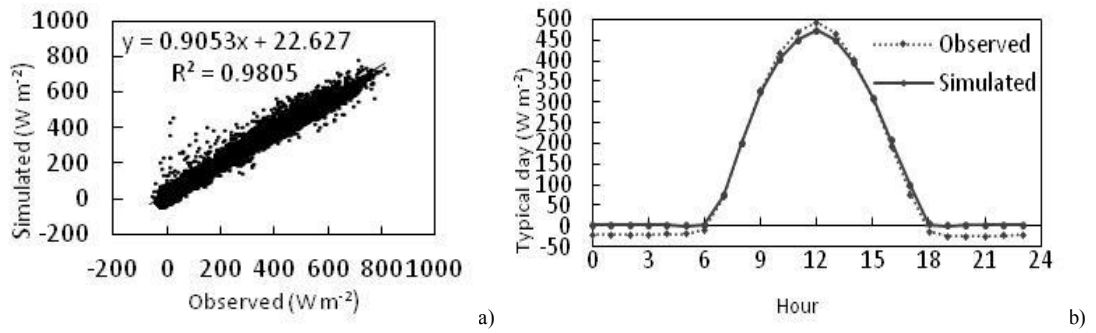 1000
800
600
400
200
0
-200
y = 0.9053x + 22.627
R² = 0.9805
Simulated (W m⁻²)
-200 0 200 400 600 800 1000
Observed (W m⁻²)
a)
500
450
400
350
300
250
200
150
100
50
0
-50
Typical day (W m⁻²)
Observed
Simulated
0 3 6 9 12 15 18 21 24
Hour
b)